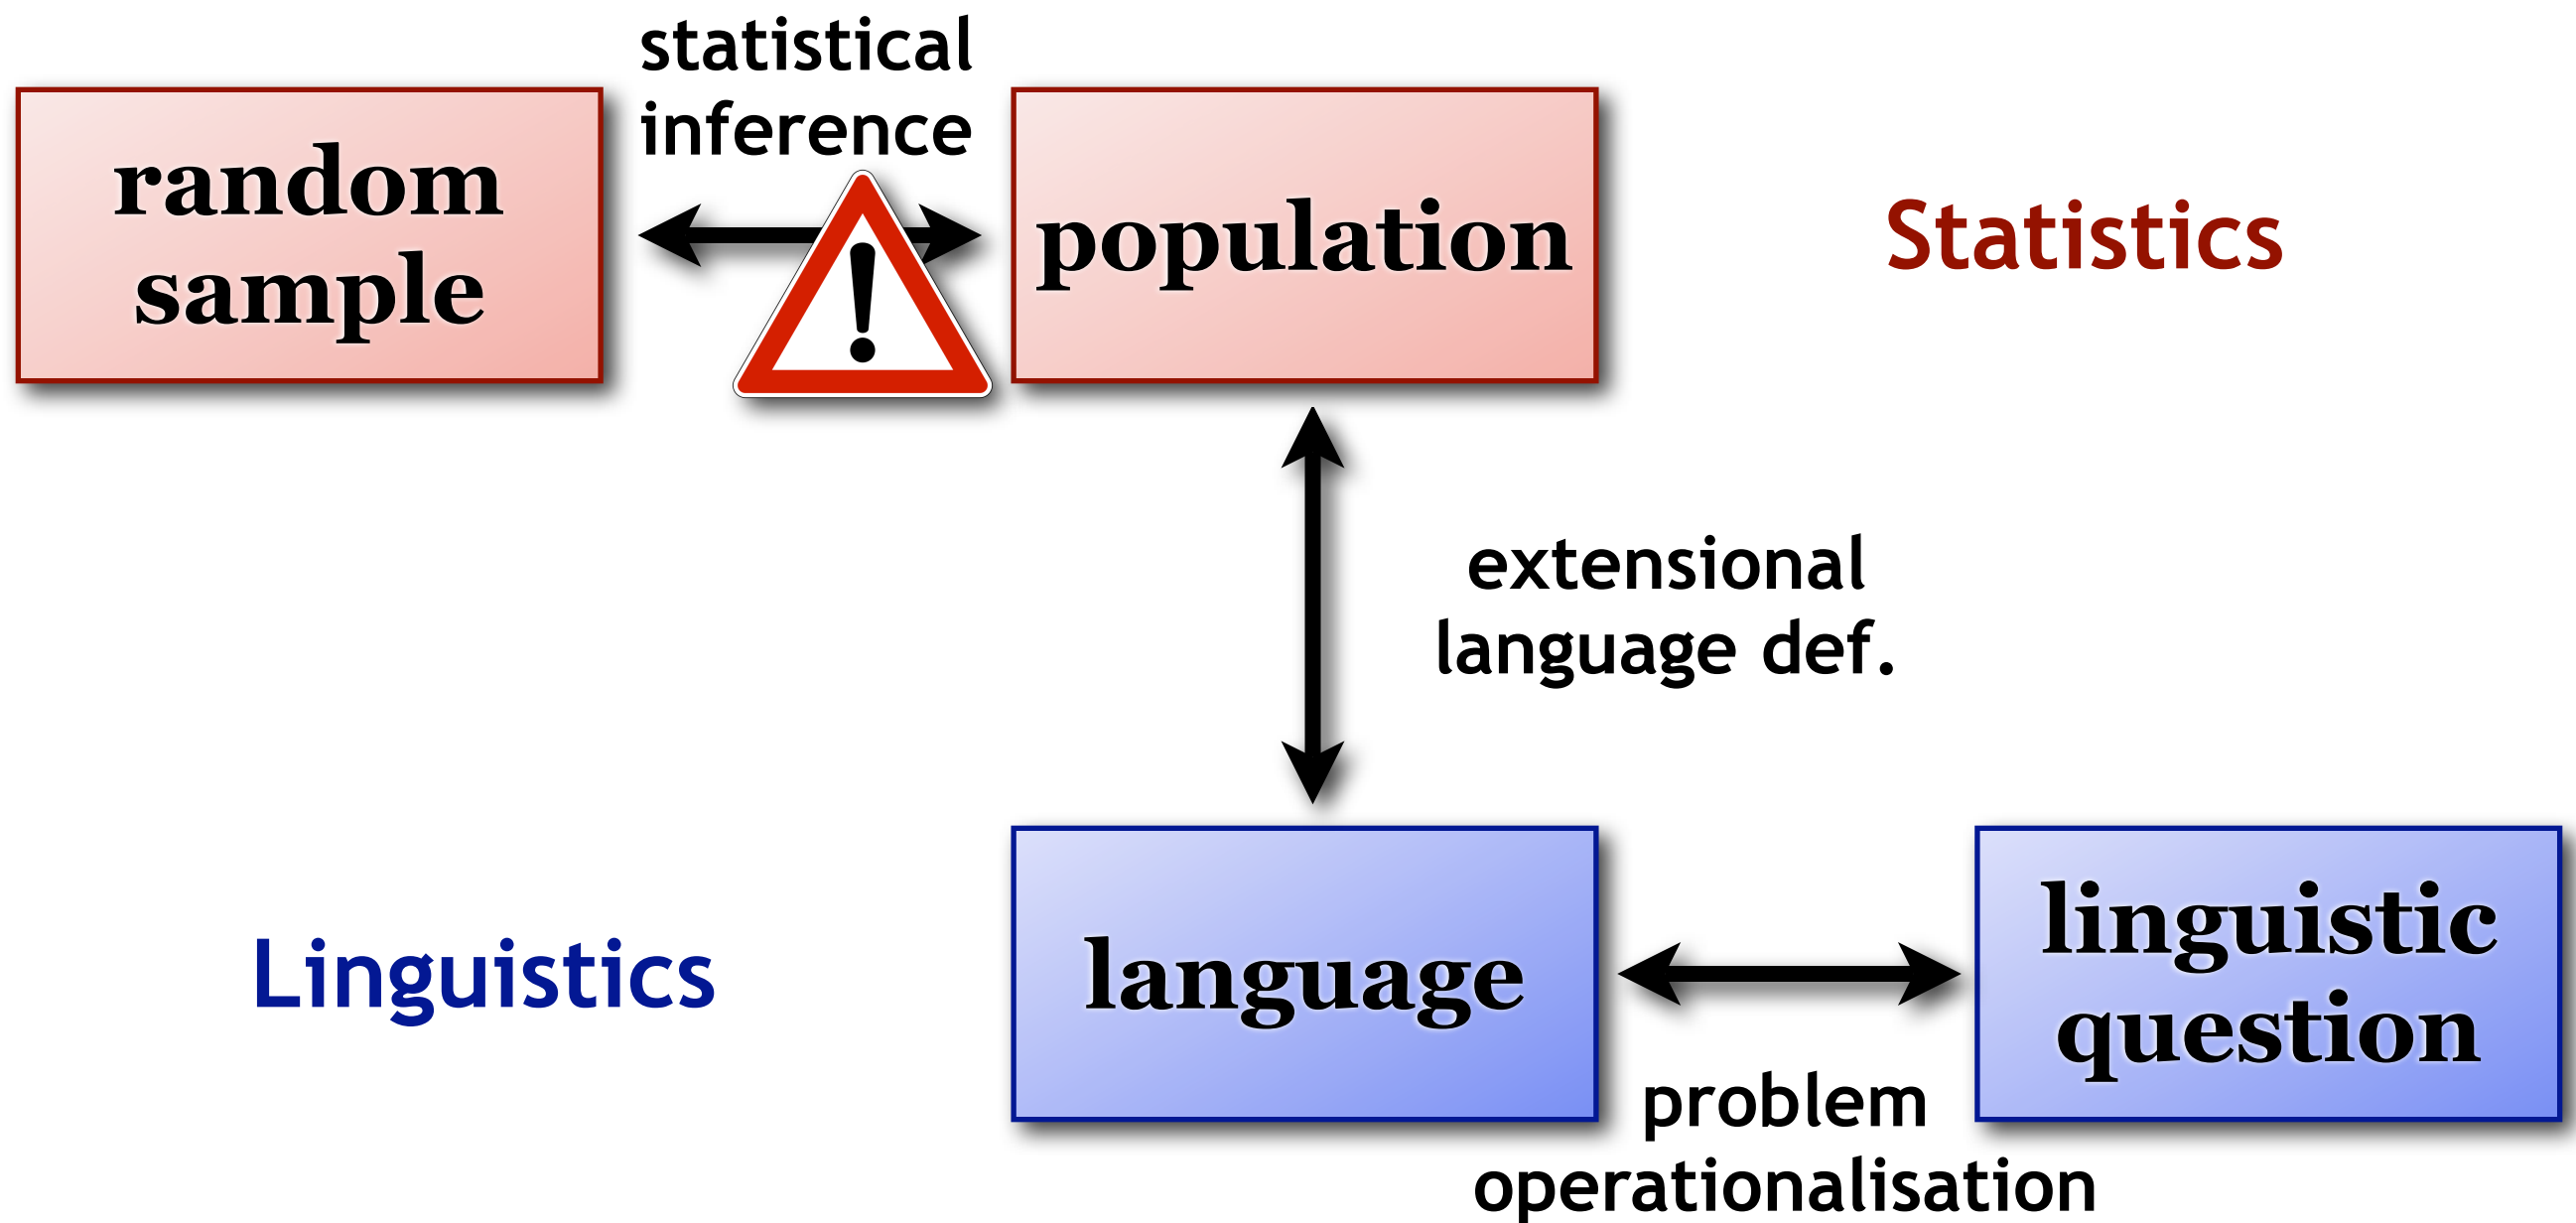 statistical
inference
random
sample
population
Statistics
extensional
language def.
Linguistics
language
linguistic
question
problem
operationalisation